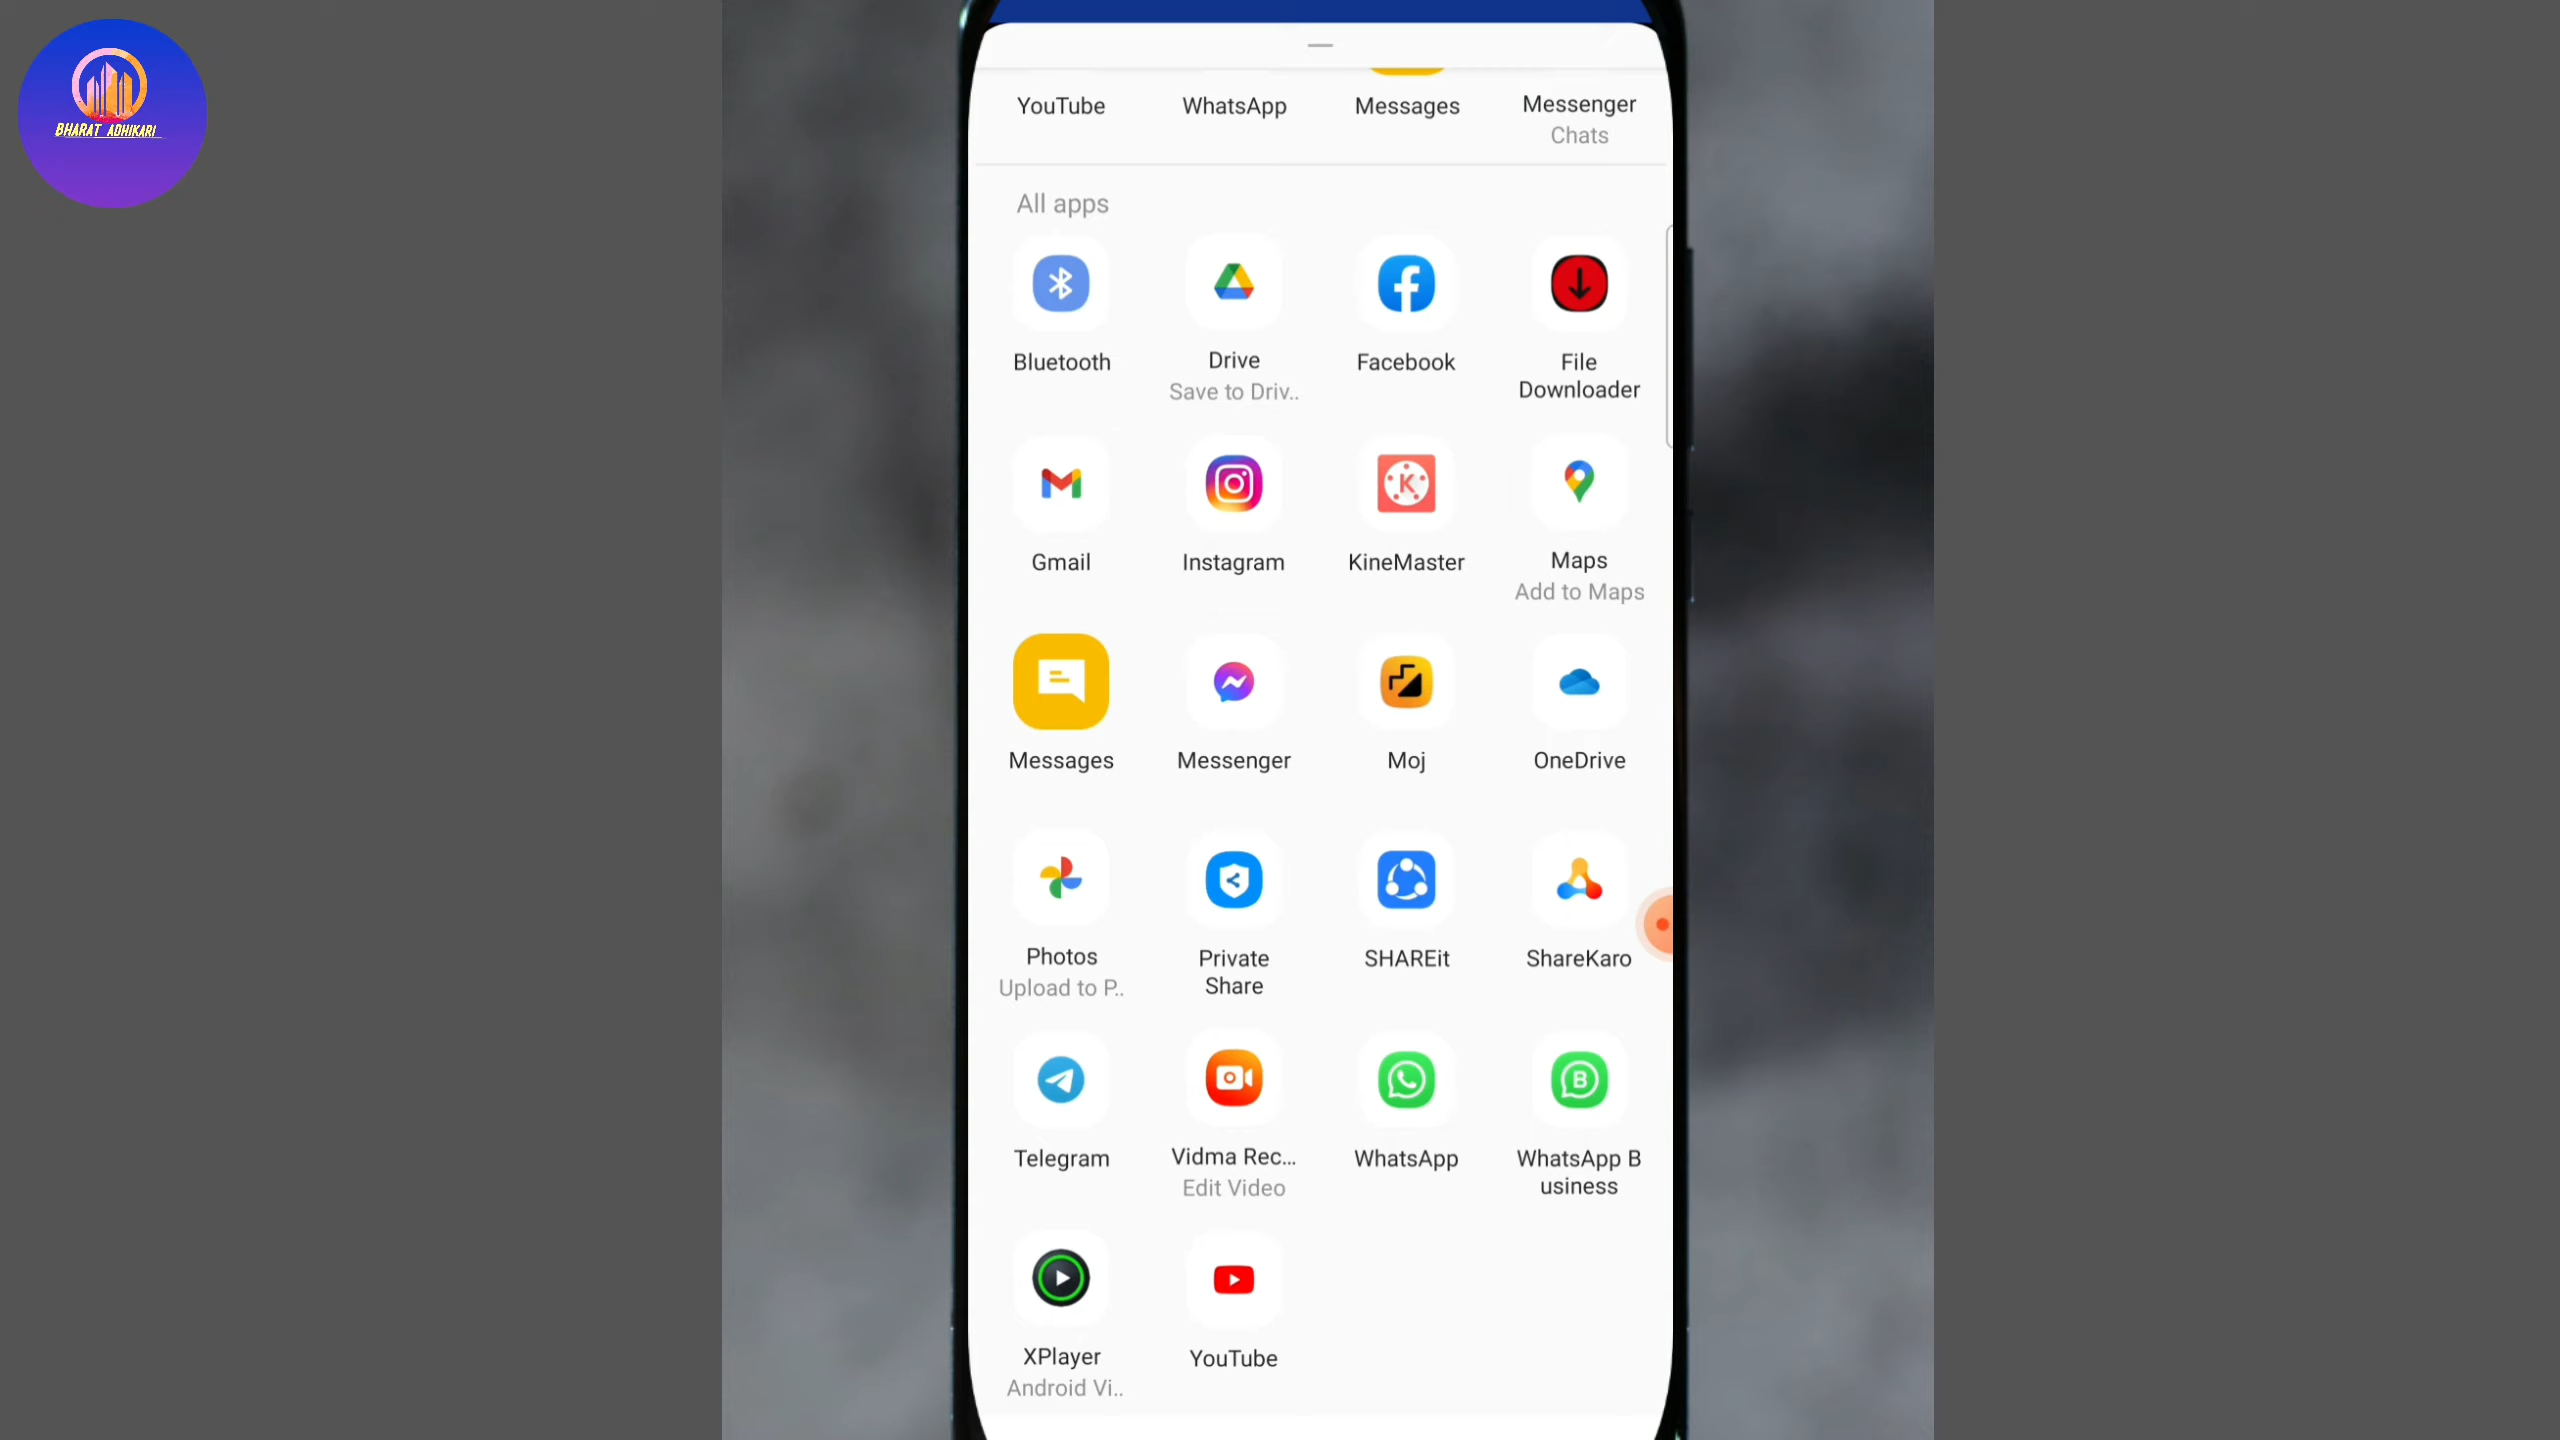 BHARAT ADHIKARI
YouTube
WhatsApp
Messages
Messenger
Chats
All apps
Bluetooth
Drive
Save to Driv..
Facebook
File
Downloader
Gmail
Instagram
KineMaster
Maps
Add to Maps
Messages
Messenger
Moj
OneDrive
Photos
Upload to P..
Private
Share
SHAREit
ShareKaro
Telegram
Vidma Rec...
Edit Video
WhatsApp
WhatsApp B
usiness
XPlayer
Android Vi..
YouTube